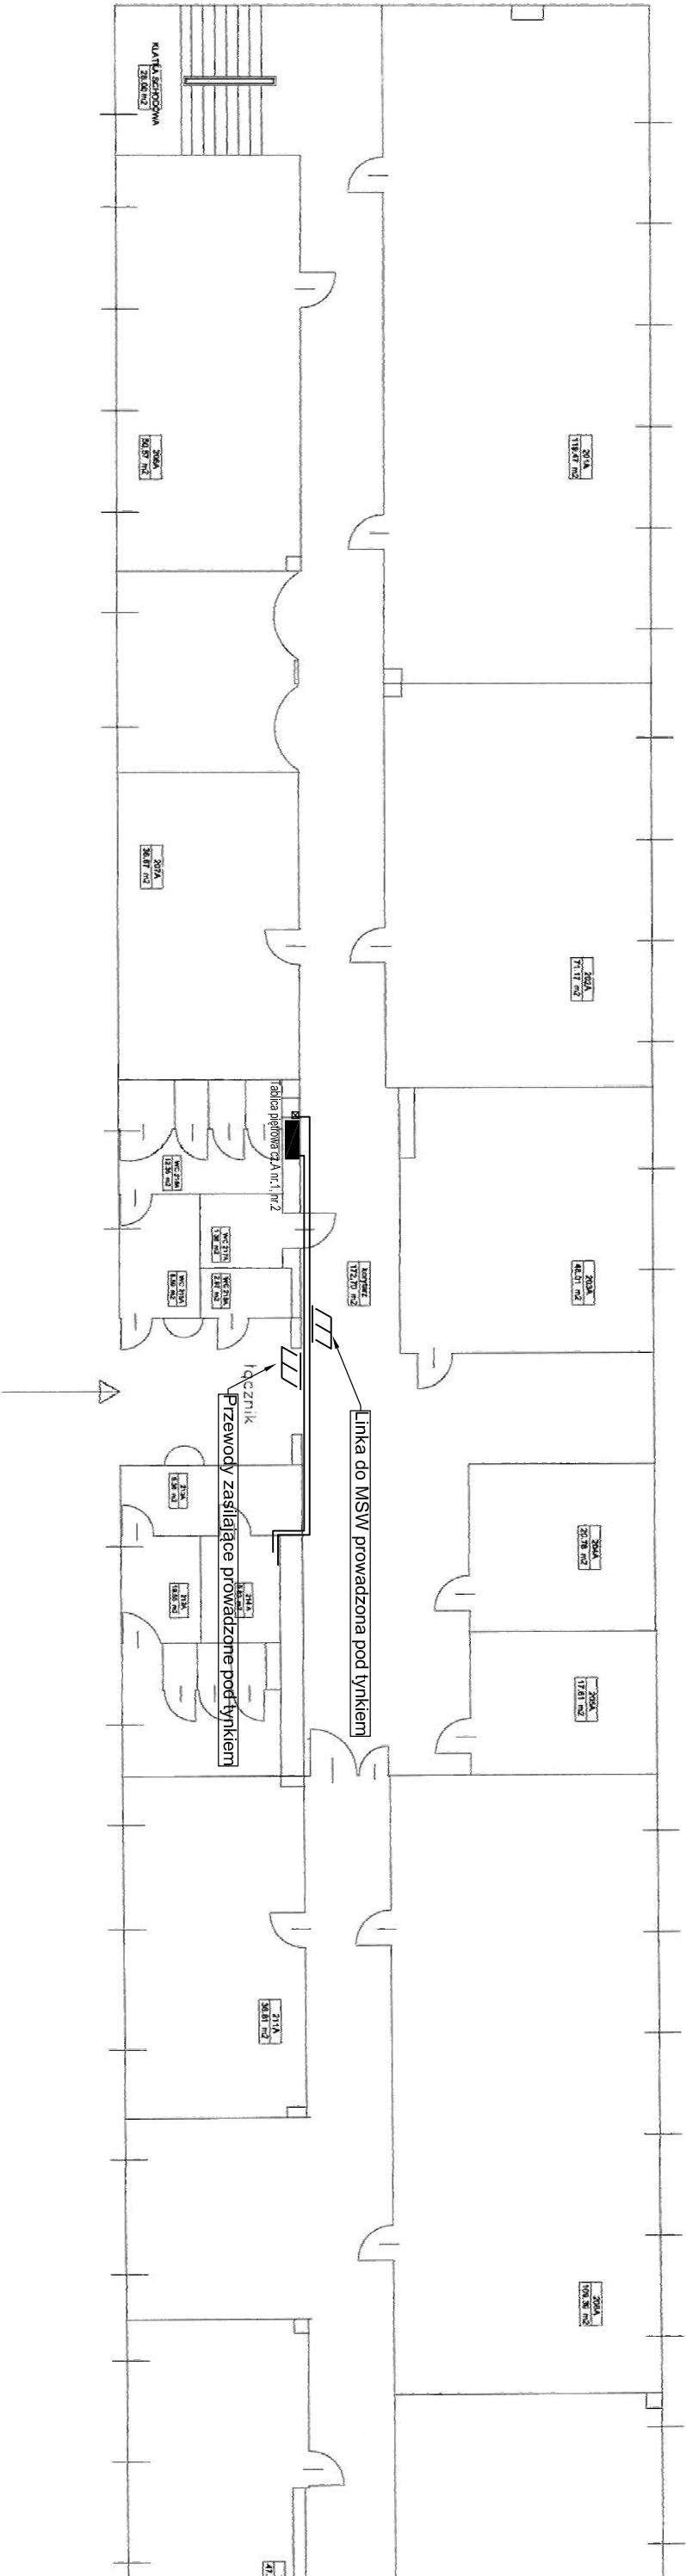 KLATKA SCHODOWA
28.00 m2
201A
119.47 m2
50.57 m2
207A
36.67 m2
202A
71.17 m2
Tablica piętrowa cz.A nr.1, nr.2
korytarz
172.70 m2
203A
48.01 m2
łącznik
Przewody zasilające prowadzone pod tynkiem
Linka do MSW prowadzona pod tynkiem
204A
20.78 m2
205A
17.61 m2
211A
36.81 m2
109.36 m2
47.